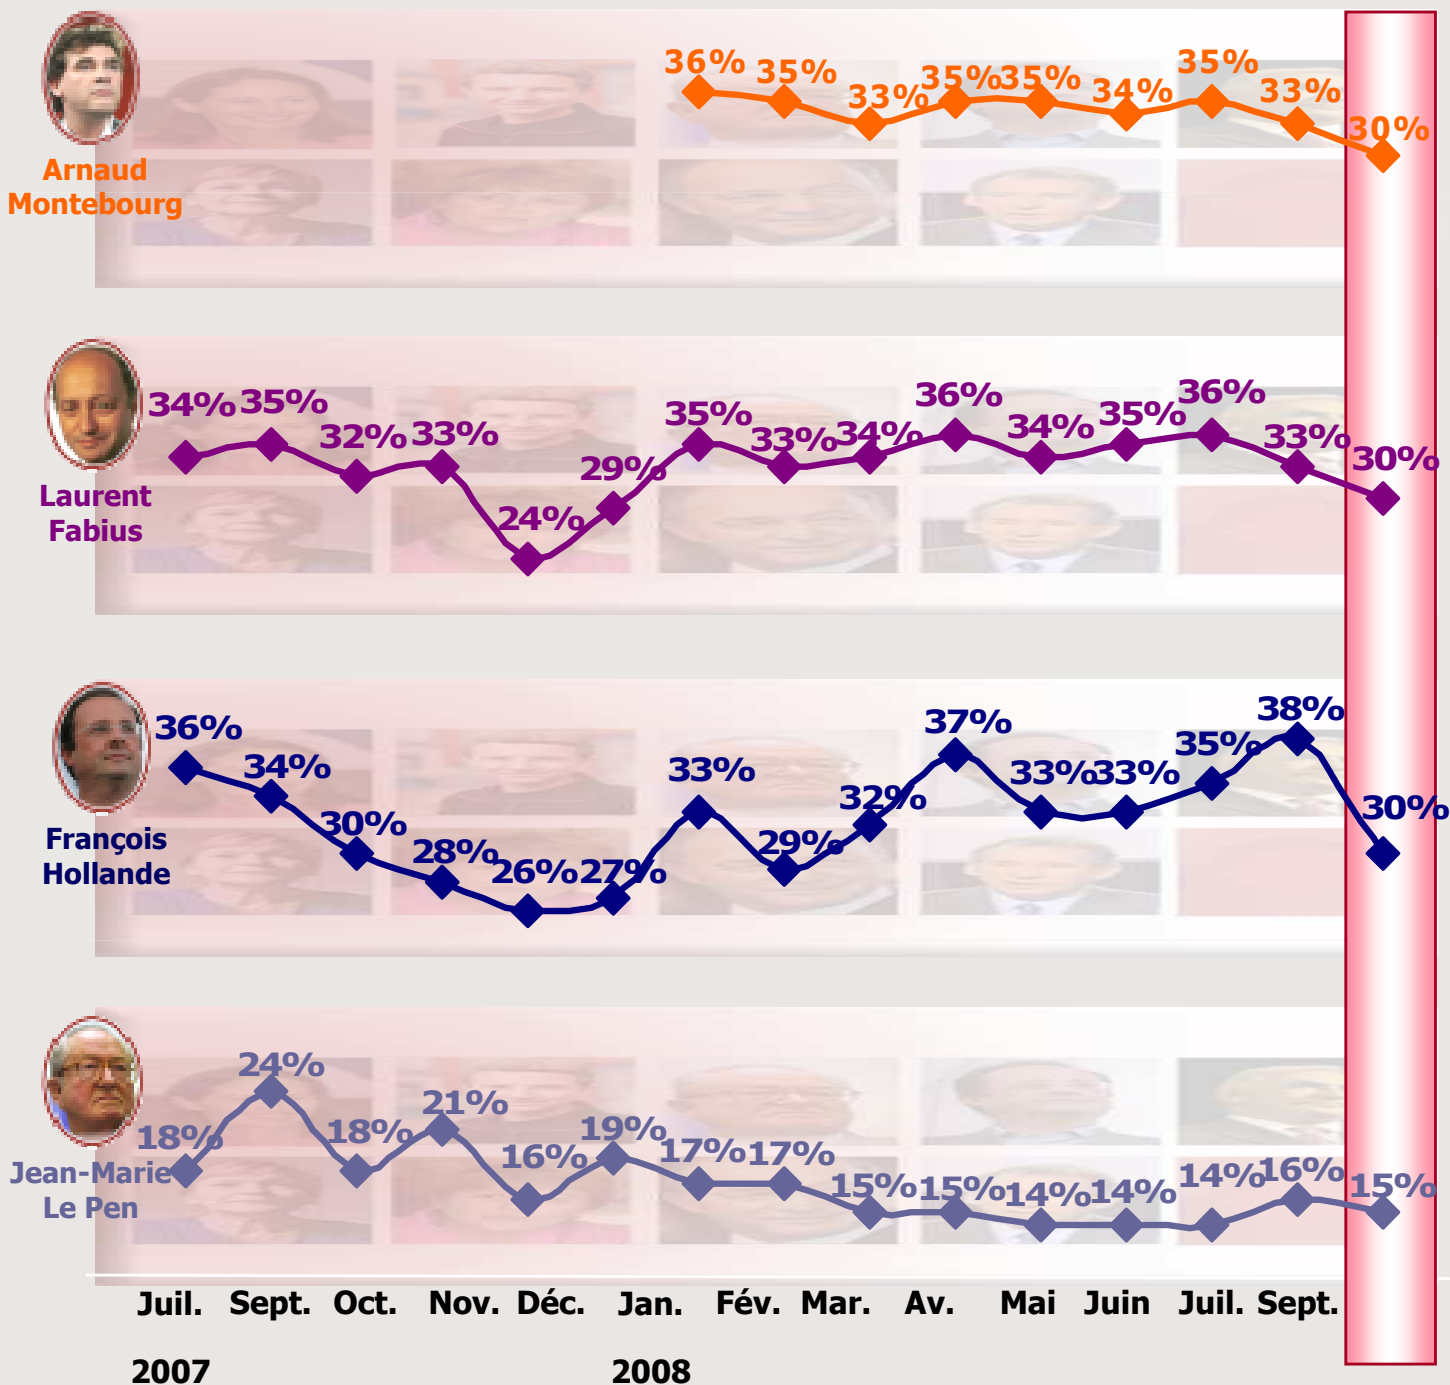 36% 35% 33% 35% 35% 34% 35% 33% 30%
Arnaud
Montebourg
34% 35% 32% 33% 24% 29% 35% 33% 34% 36% 34% 35% 36% 33% 30%
Laurent
Fabius
36% 34% 30% 28% 26% 27% 33% 29% 32% 37% 33% 33% 35% 38% 30%
François
Hollande
18% 24% 18% 21% 16% 19% 17% 17% 15% 15% 14% 14% 14% 16% 15%
Jean-Marie
Le Pen
Juil. Sept. Oct. Nov. Déc. Jan. Fév. Mar. Av. Mai Juin Juil. Sept.
2007 2008